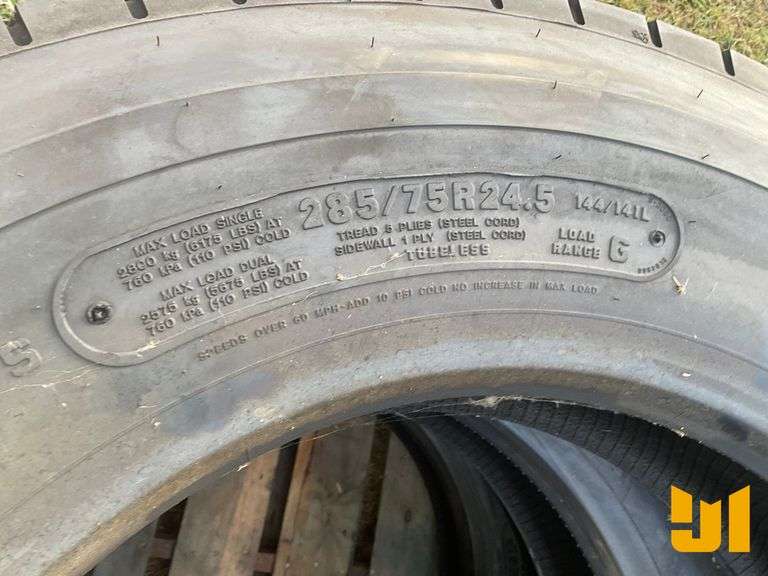 MAX LOAD SINGLE
2800 kg (6175 LBS) AT
760 kPa (110 PSI) COLD
MAX LOAD DUAL
2575 kg (5675 LBS) AT
760 kPa (110 PSI) COLD
285/75R24.5 144/141L
TREAD 5 PLIES (STEEL CORD)
SIDEWALL 1 PLY (STEEL CORD)
TUBELESS
LOAD
RANGE G
SPEEDS OVER 60 MPH-ADD 10 PSI COLD NO INCREASE IN MAX LOAD
S